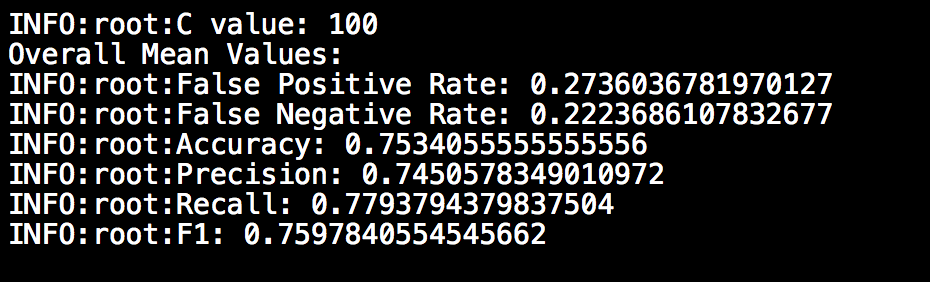 INFO:root:C value: 100
Overall Mean Values:
INFO:root:False Positive Rate: 0.2736036781970127
INFO:root:False Negative Rate: 0.2223686107832677
INFO:root:Accuracy: 0.7534055555555556
INFO:root:Precision: 0.7450578349010972
INFO:root:Recall: 0.7793794379837504
INFO:root:F1: 0.7597840554545662